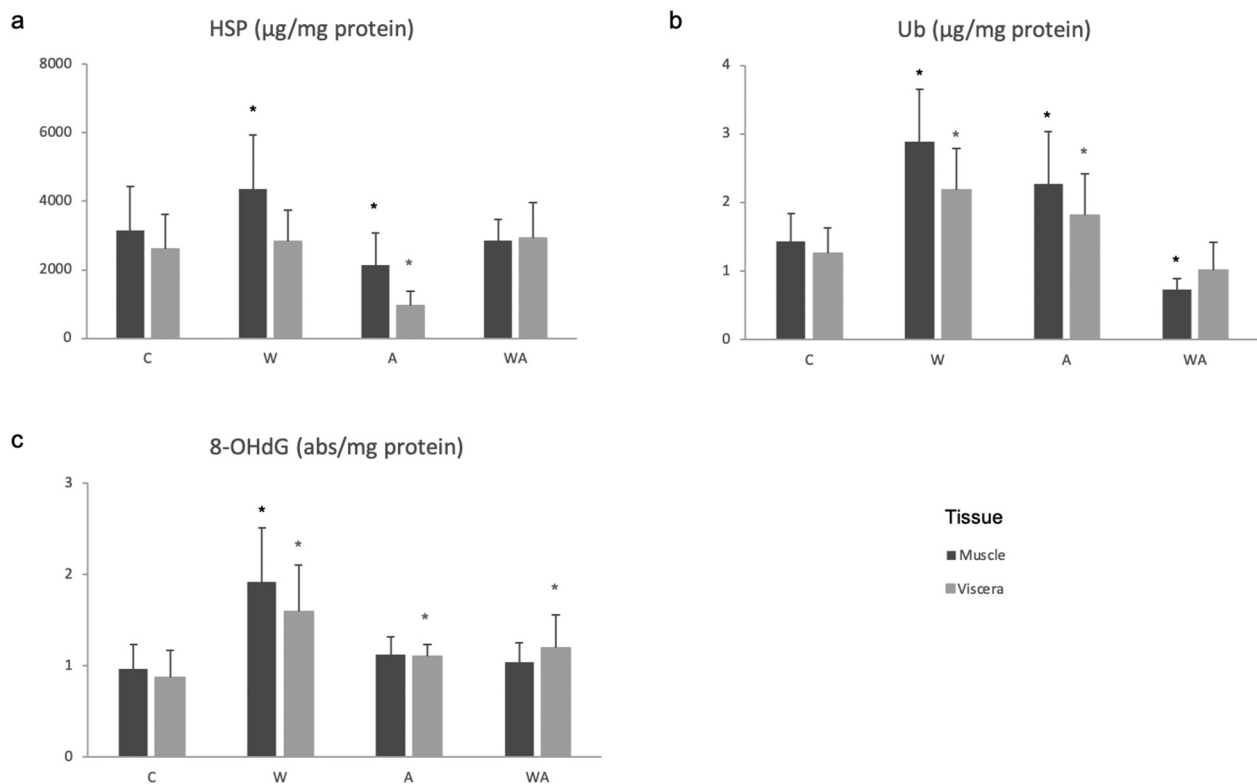 a
HSP (µg/mg protein)
8000
6000
4000
2000
0
*
*
*
C W A WA
b
Ub (µg/mg protein)
4
3
2
1
0
*
*
*
*
*
C W A WA
c
8-OHdG (abs/mg protein)
3
2
1
0
*
*
*
*
C W A WA
Tissue
Muscle
Viscera